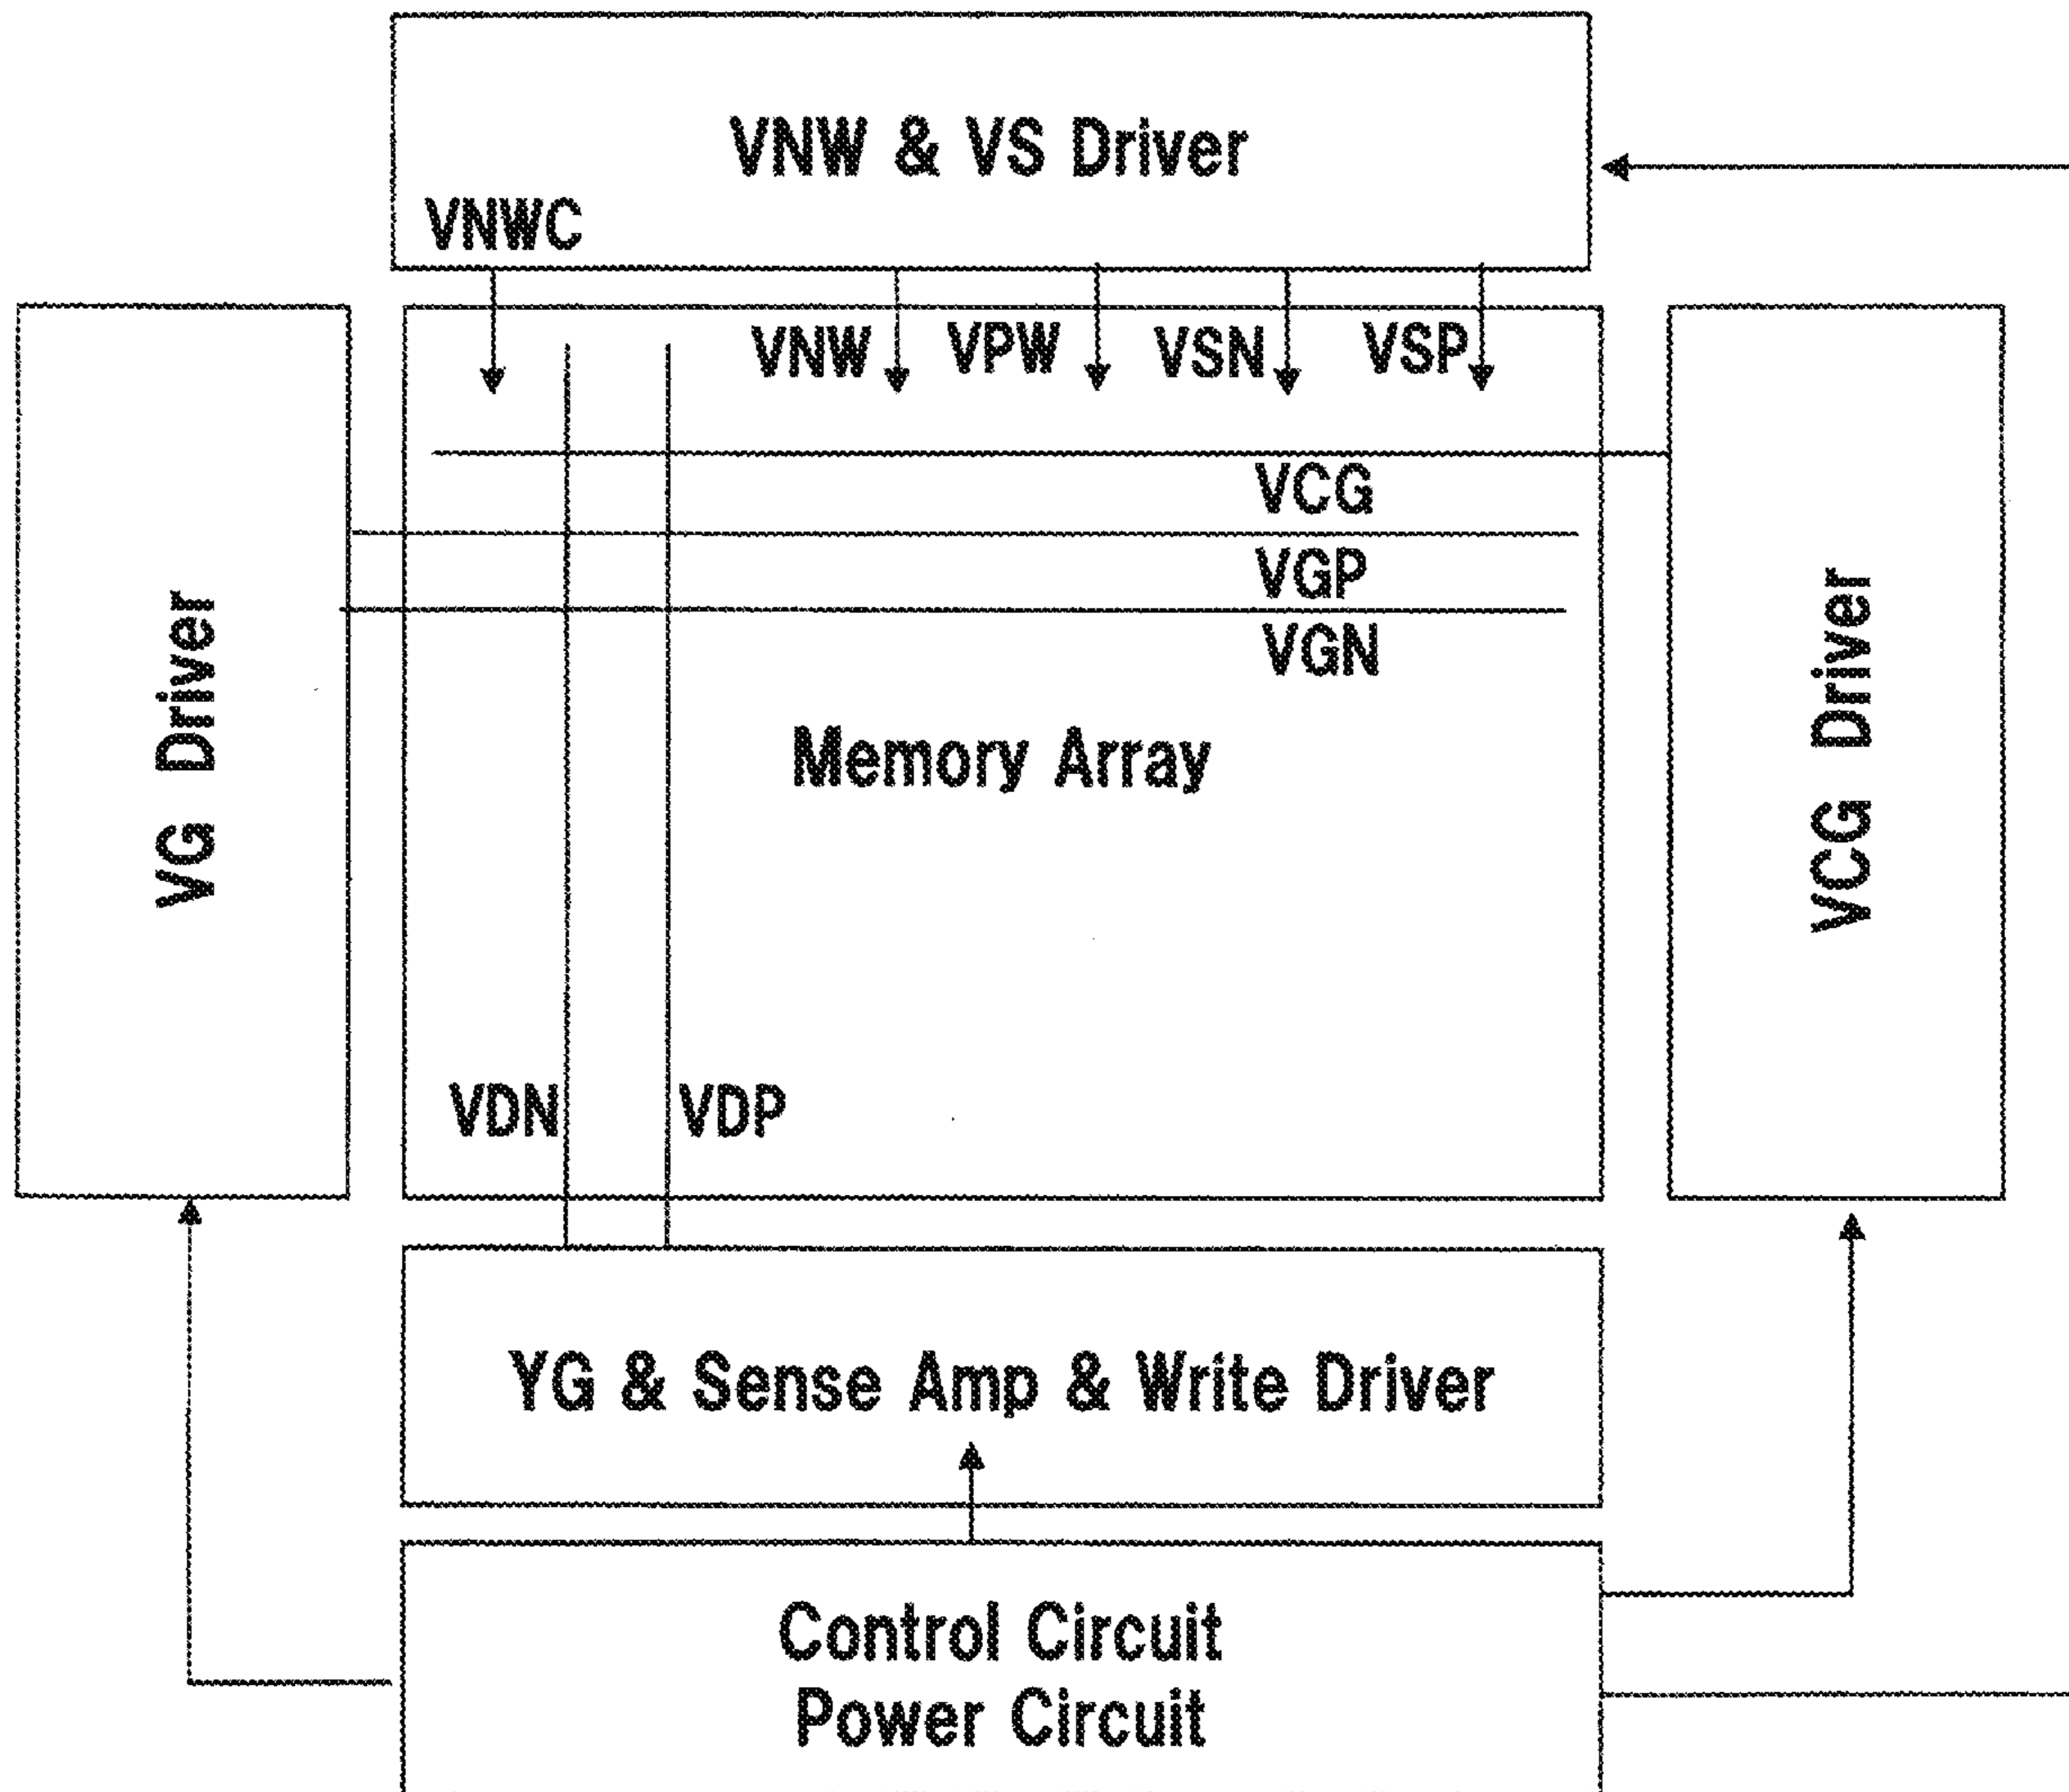 VNW & VS Driver
VNWC
VNW
VPW
VSN
VSP
VCG
VGP
VGN
VG Driver
Memory Array
VCG Driver
VDN
VDP
YG & Sense Amp & Write Driver
Control Circuit
Power Circuit